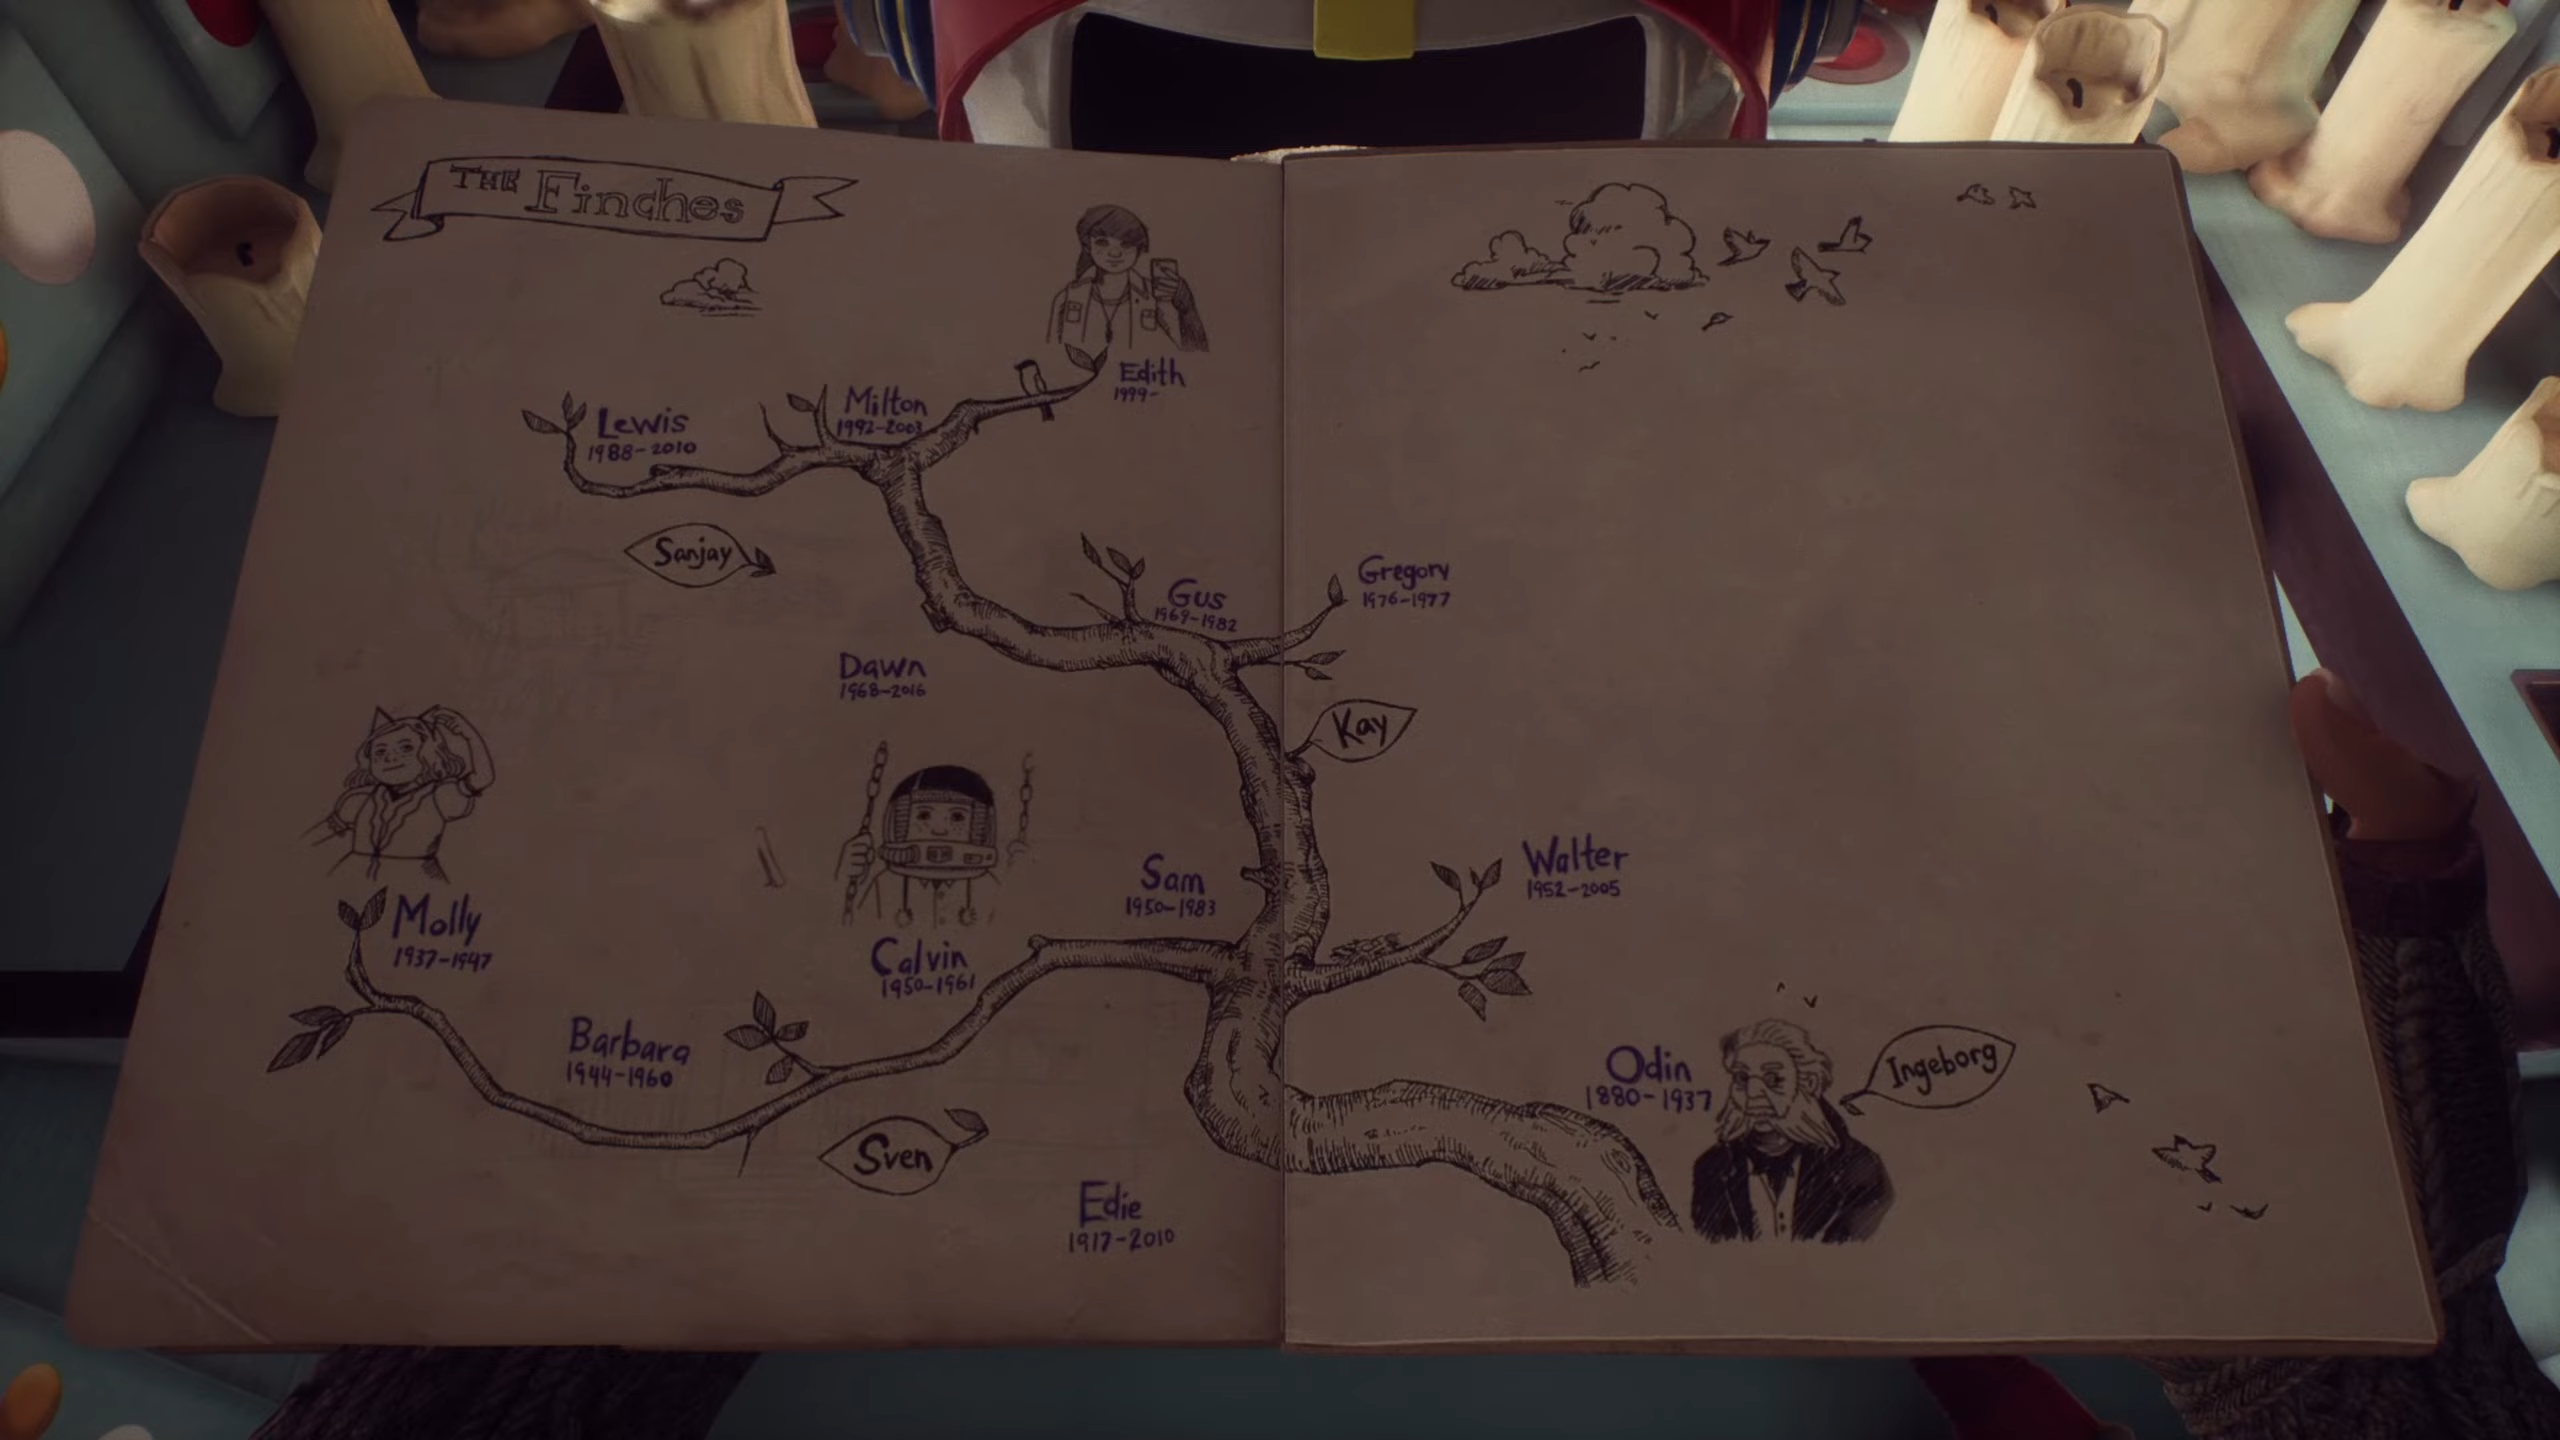 THE Finches
Edith
1999-
Lewis
1988-2010
Milton
1992-2003
Sanjay
Gus
1969-1982
Gregory
1976-1977
Dawn
1968-2016
Kay
Molly
1937-1947
Calvin
1950-1961
Sam
1950-1983
Walter
1952-2005
Barbara
1944-1960
Sven
Odin
1880-1937
Ingeborg
Edie
1917-2010